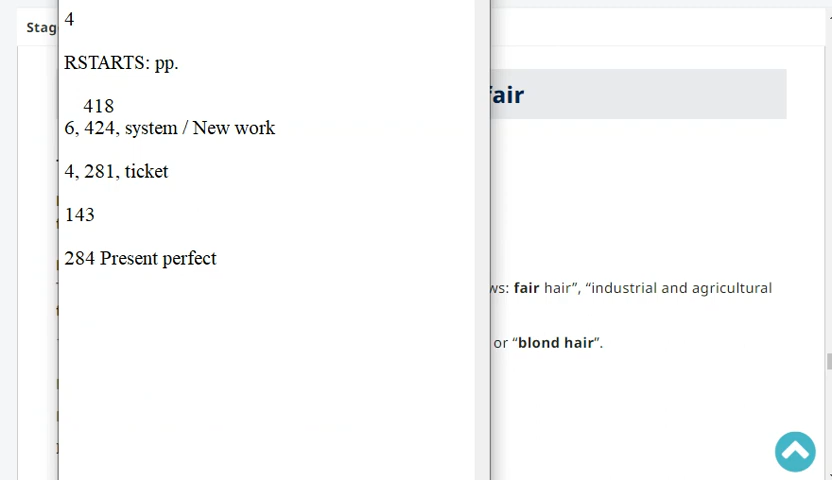 4
Stag
RSTARTS: pp.
fair
418
6, 424, system / New work
4, 281, ticket
143
284 Present perfect
ws: fair hair”, “industrial and agricultural
or “blond hair”.